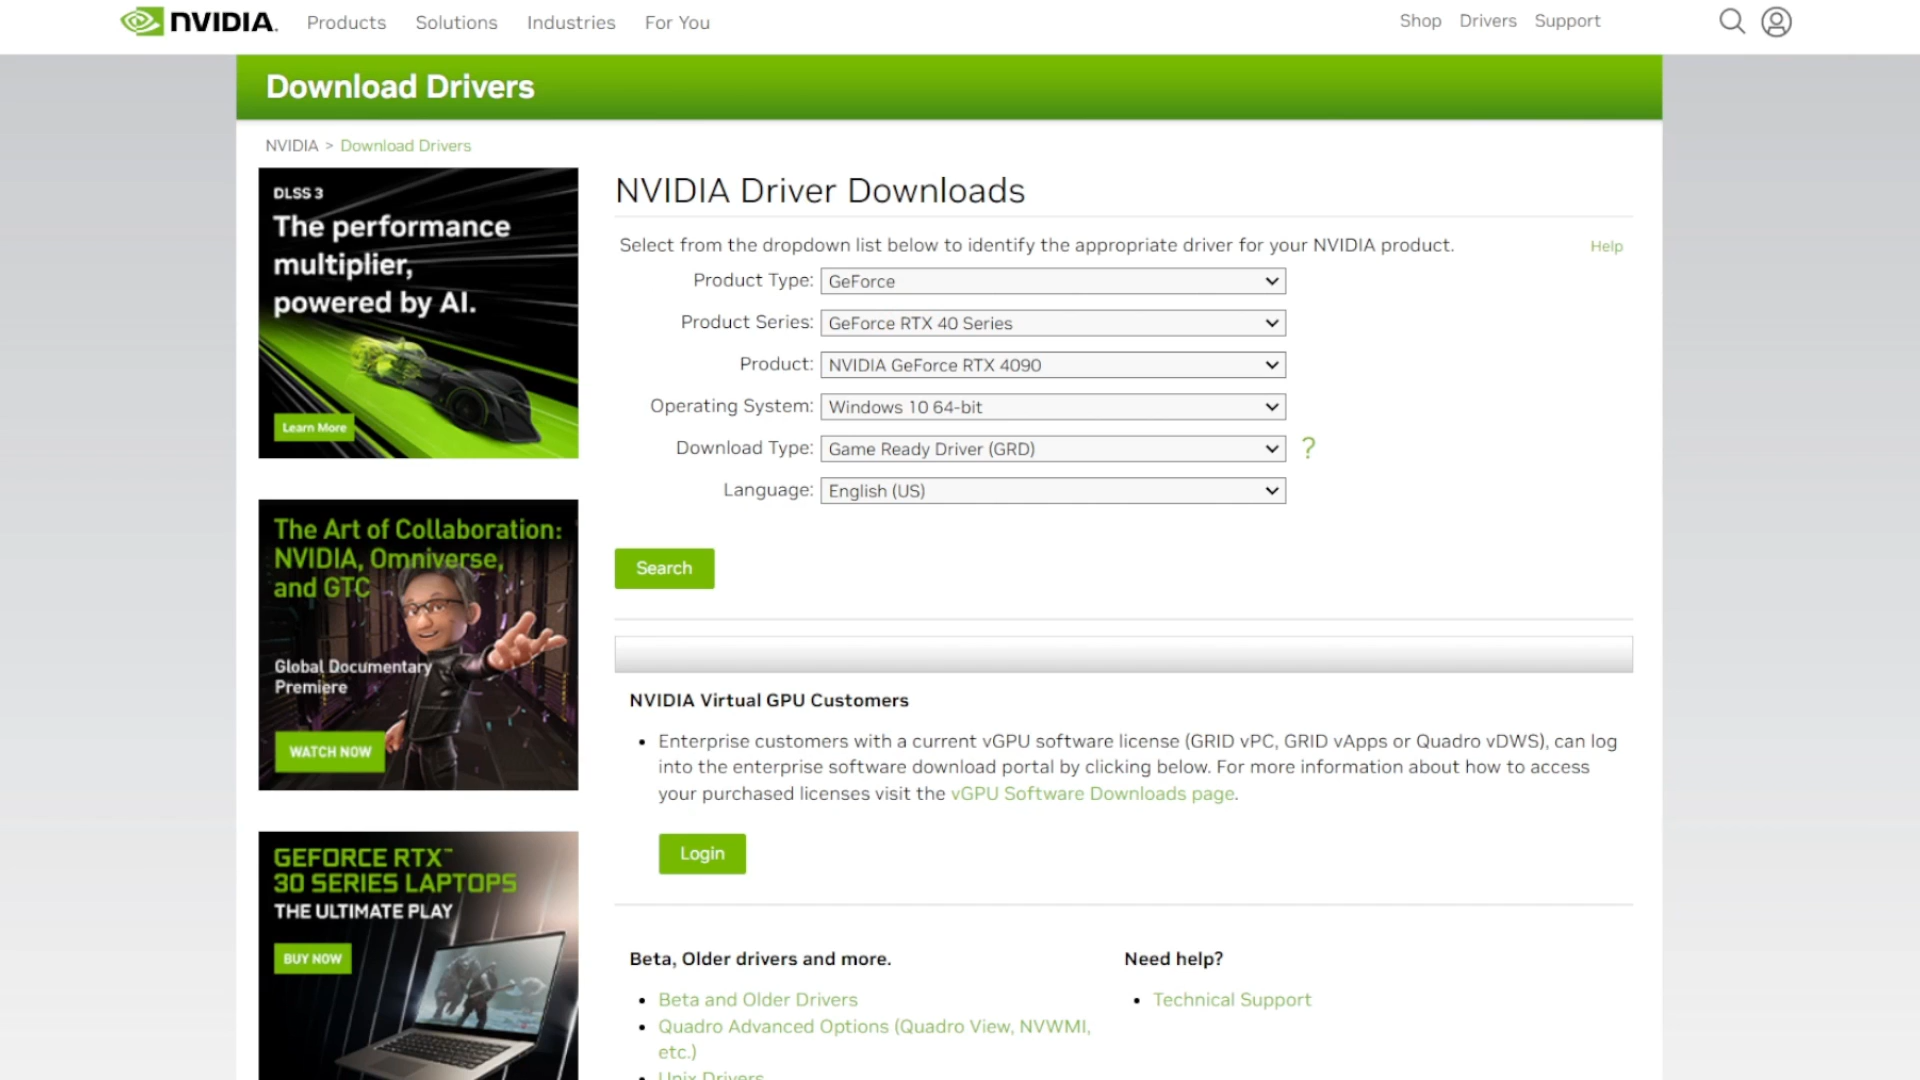 NVIDIA. Products Solutions Industries For You Shop Drivers Support
Download Drivers
NVIDIA > Download Drivers
DLSS 3
The performance
multiplier,
powered by AI.
Learn More
The Art of Collaboration:
NVIDIA, Omniverse,
and GTC
Global Documentary
Premiere
WATCH NOW
GEFORCE RTX™
30 SERIES LAPTOPS
THE ULTIMATE PLAY
BUY NOW
NVIDIA Driver Downloads
Select from the dropdown list below to identify the appropriate driver for your NVIDIA product. Help
Product Type: GeForce
Product Series: GeForce RTX 40 Series
Product: NVIDIA GeForce RTX 4090
Operating System: Windows 10 64-bit
Download Type: Game Ready Driver (GRD) ?
Language: English (US)
Search
NVIDIA Virtual GPU Customers
• Enterprise customers with a current vGPU software license (GRID vPC, GRID vApps or Quadro vDWS), can log
into the enterprise software download portal by clicking below. For more information about how to access
your purchased licenses visit the vGPU Software Downloads page.
Login
Beta, Older drivers and more.
• Beta and Older Drivers
• Quadro Advanced Options (Quadro View, NVWMI,
etc.)
• Unix Drivers
Need help?
• Technical Support